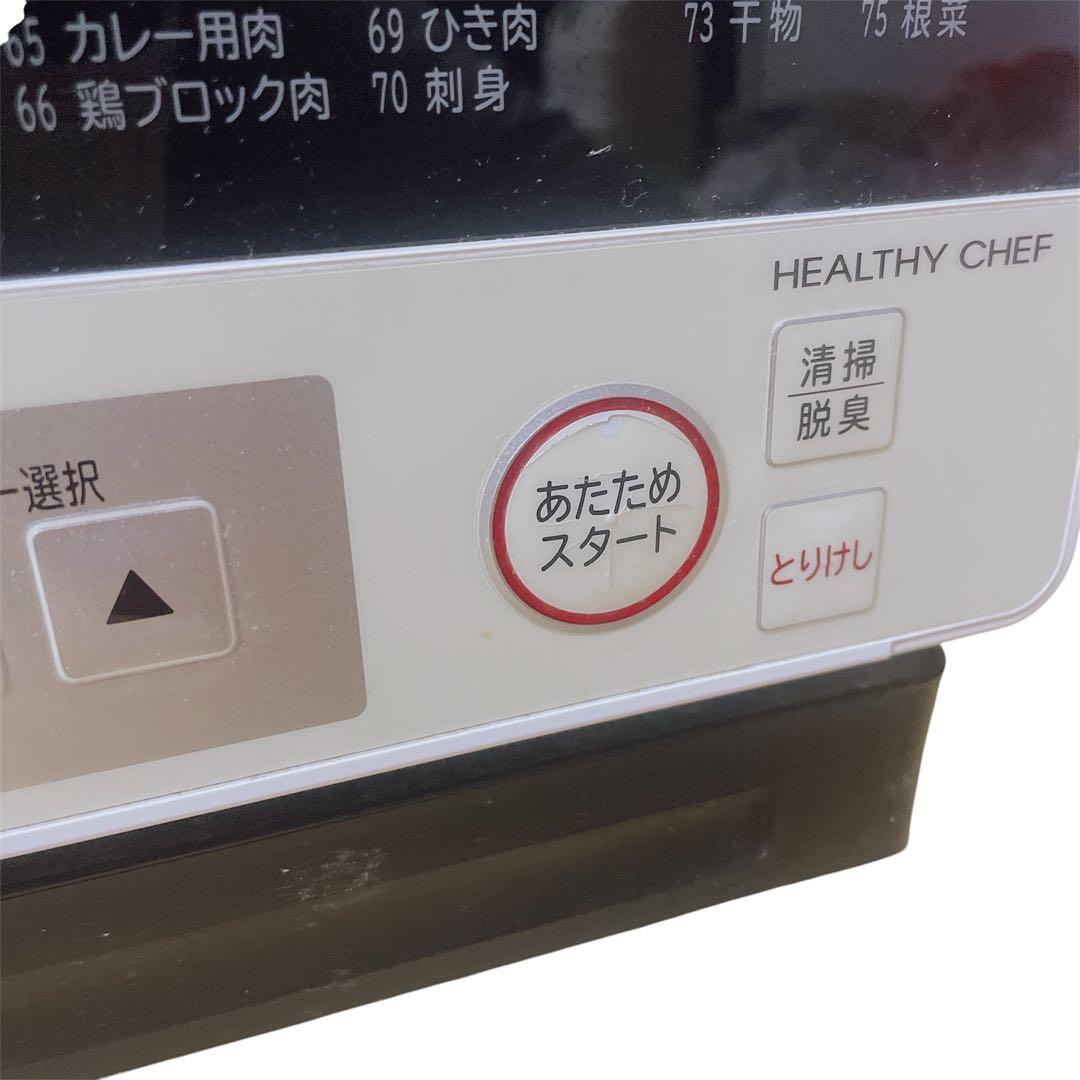 65 カレー用肉 69 ひき肉 73 干物 75 根菜
66 鶏ブロック肉 70 刺身
HEALTHY CHEF
清掃
脱臭
ー選択
▲
あたため
スタート
とりけし